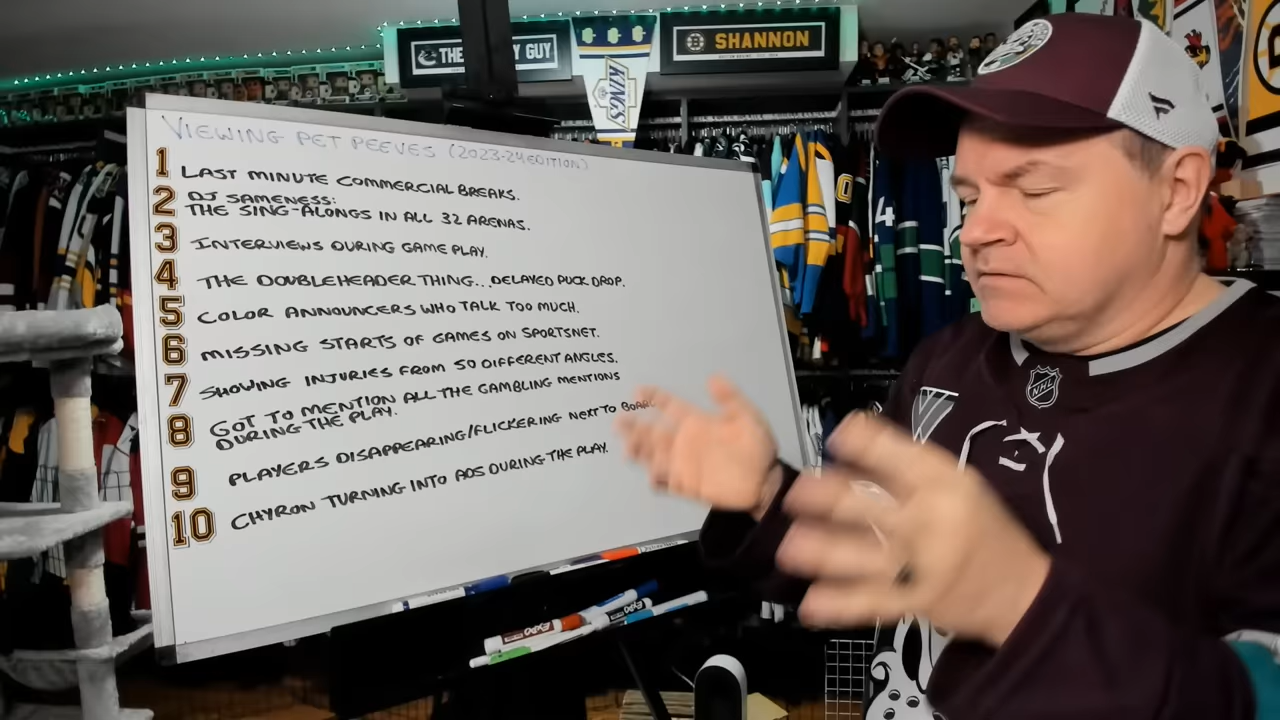 THE
GUY
SHANNON
KINGS
VIEWING PET PEEVES (2023-24 EDITION)
1 LAST MINUTE COMMERCIAL BREAKS.
2 DJ SAMENESS:
THE SING-ALONGS IN ALL 32 ARENAS.
3 INTERVIEWS DURING GAME PLAY.
4 THE DOUBLEHEADER THING... DELAYED PUCK DROP.
5 COLOR ANNOUNCERS WHO TALK TOO MUCH.
6 MISSING STARTS OF GAMES ON SPORTSNET.
7 SHOWING INJURIES FROM 50 DIFFERENT ANGLES.
8 GOT TO MENTION ALL THE GAMBLING MENTIONS
DURING THE PLAY.
9 PLAYERS DISAPPEARING/FLICKERING NEXT TO
10 CHYRON TURNING INTO ADS DURING THE PLAY.
NHL
EXPO
4